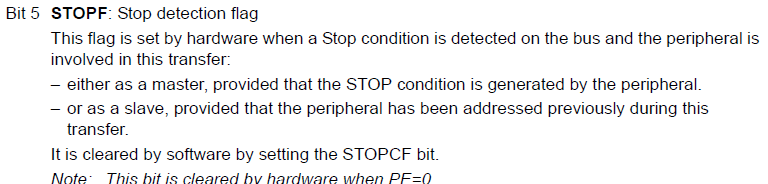 Bit 5 STOPF: Stop detection flag
This flag is set by hardware when a Stop condition is detected on the bus and the peripheral is
involved in this transfer:
– either as a master, provided that the STOP condition is generated by the peripheral.
– or as a slave, provided that the peripheral has been addressed previously during this
transfer.
It is cleared by software by setting the STOPCF bit.
Note: This bit is cleared by hardware when PE=0